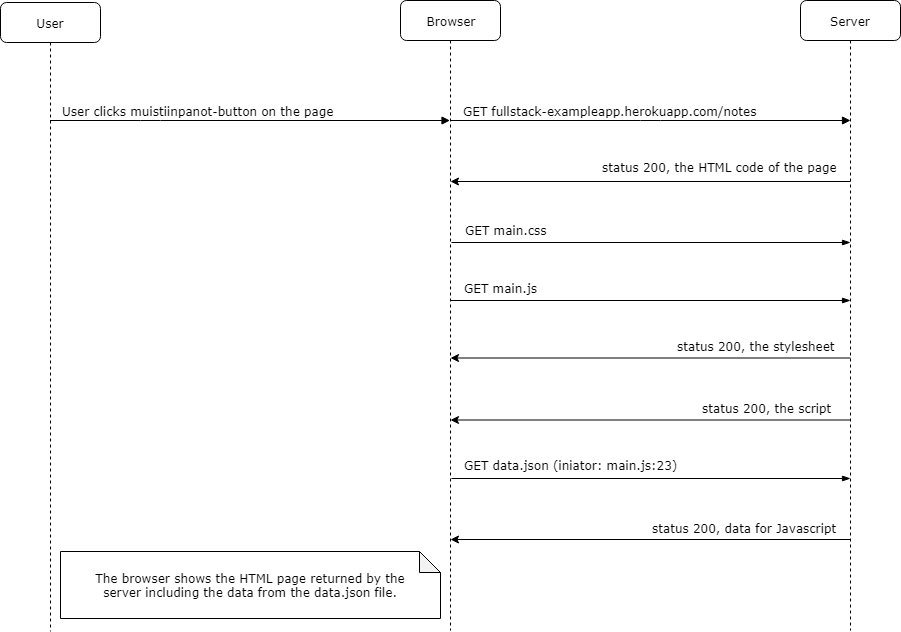 User
Browser
Server
User clicks muistiinpanot-button on the page
GET fullstack-exampleapp.herokuapp.com/notes
status 200, the HTML code of the page
GET main.css
GET main.js
status 200, the stylesheet
status 200, the script
GET data.json (iniator: main.js:23)
status 200, data for Javascript
The browser shows the HTML page returned by the
server including the data from the data.json file.